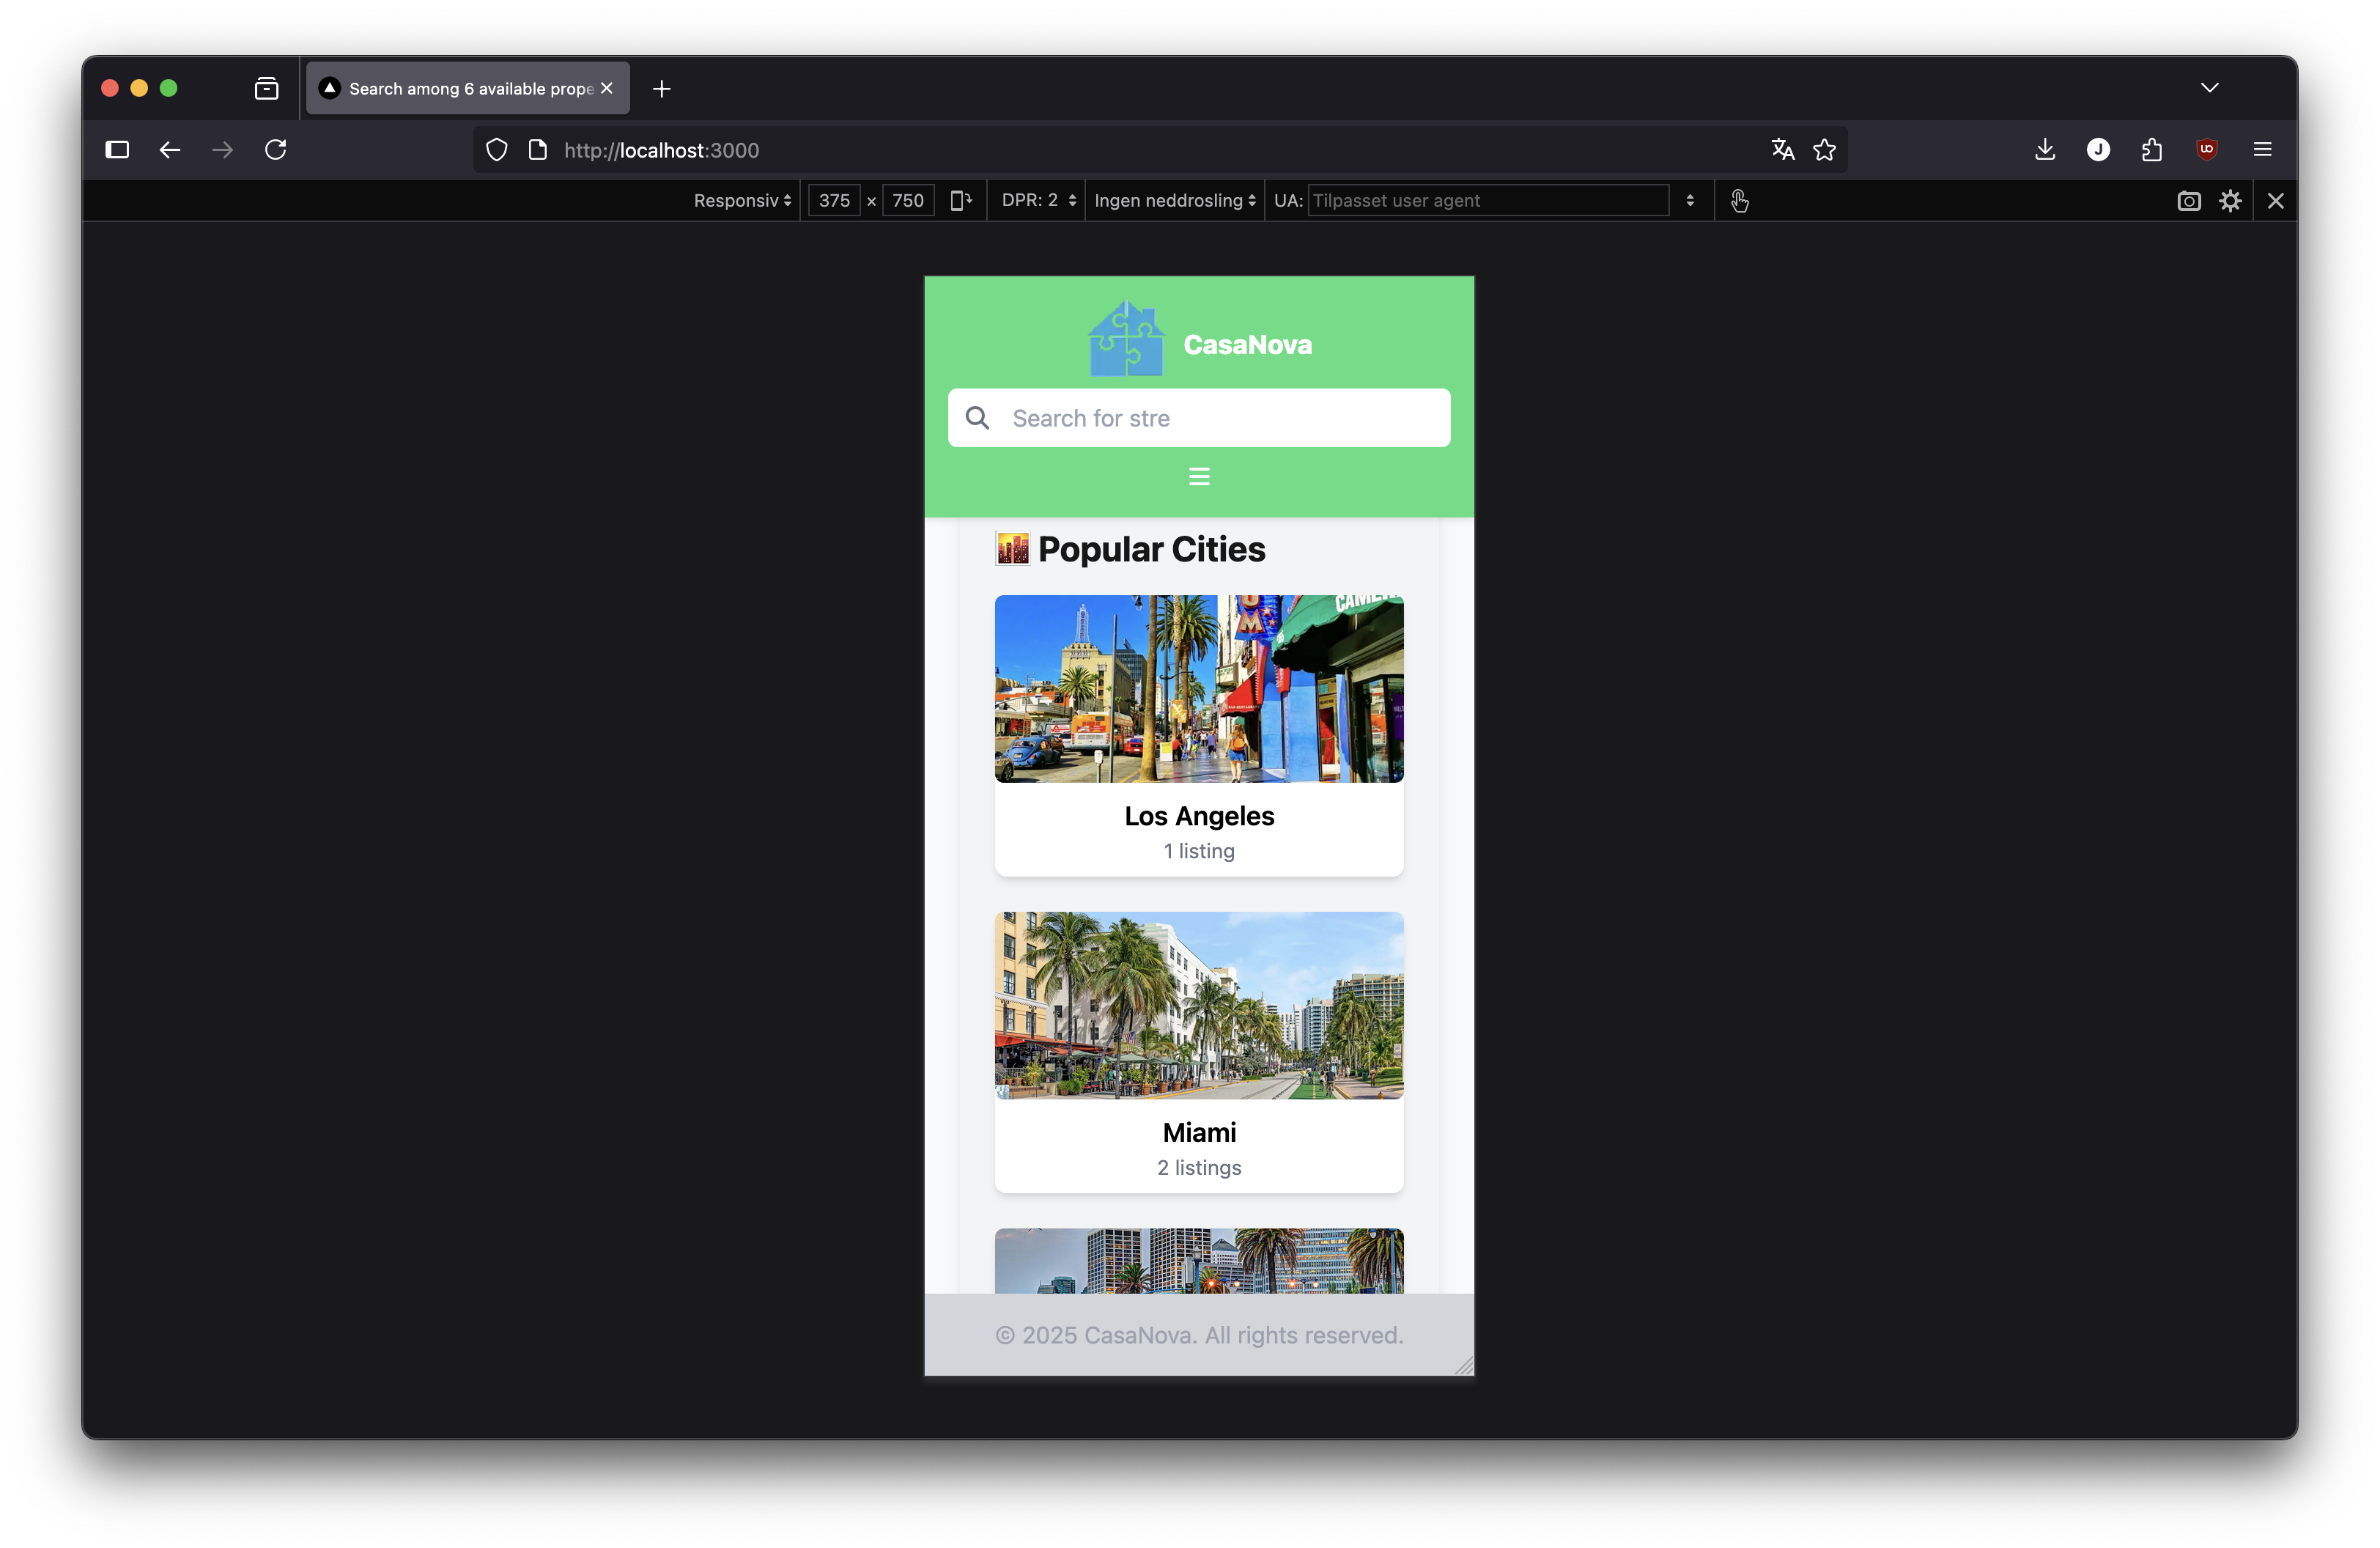 Search among 6 available prope
http://localhost:3000
Responsiv 375 × 750 DPR: 2 Ingen neddrosling UA: Tilpasset user agent
CasaNova
Search for stre
Popular Cities
Los Angeles
1 listing
Miami
2 listings
© 2025 CasaNova. All rights reserved.